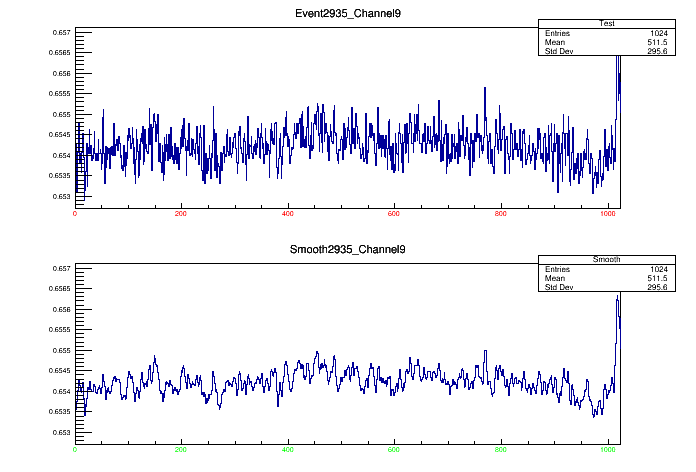 Event2935_Channel9
Test
Entries 1024
Mean 511.5
Std Dev 295.6
0.657
0.6565
0.656
0.6555
0.655
0.6545
0.654
0.6535
0.653
0 200 400 600 800 1000
Smooth2935_Channel9
Smooth
Entries 1024
Mean 511.5
Std Dev 295.6
0.657
0.6565
0.656
0.6555
0.655
0.6545
0.654
0.6535
0.653
0 200 400 600 800 1000